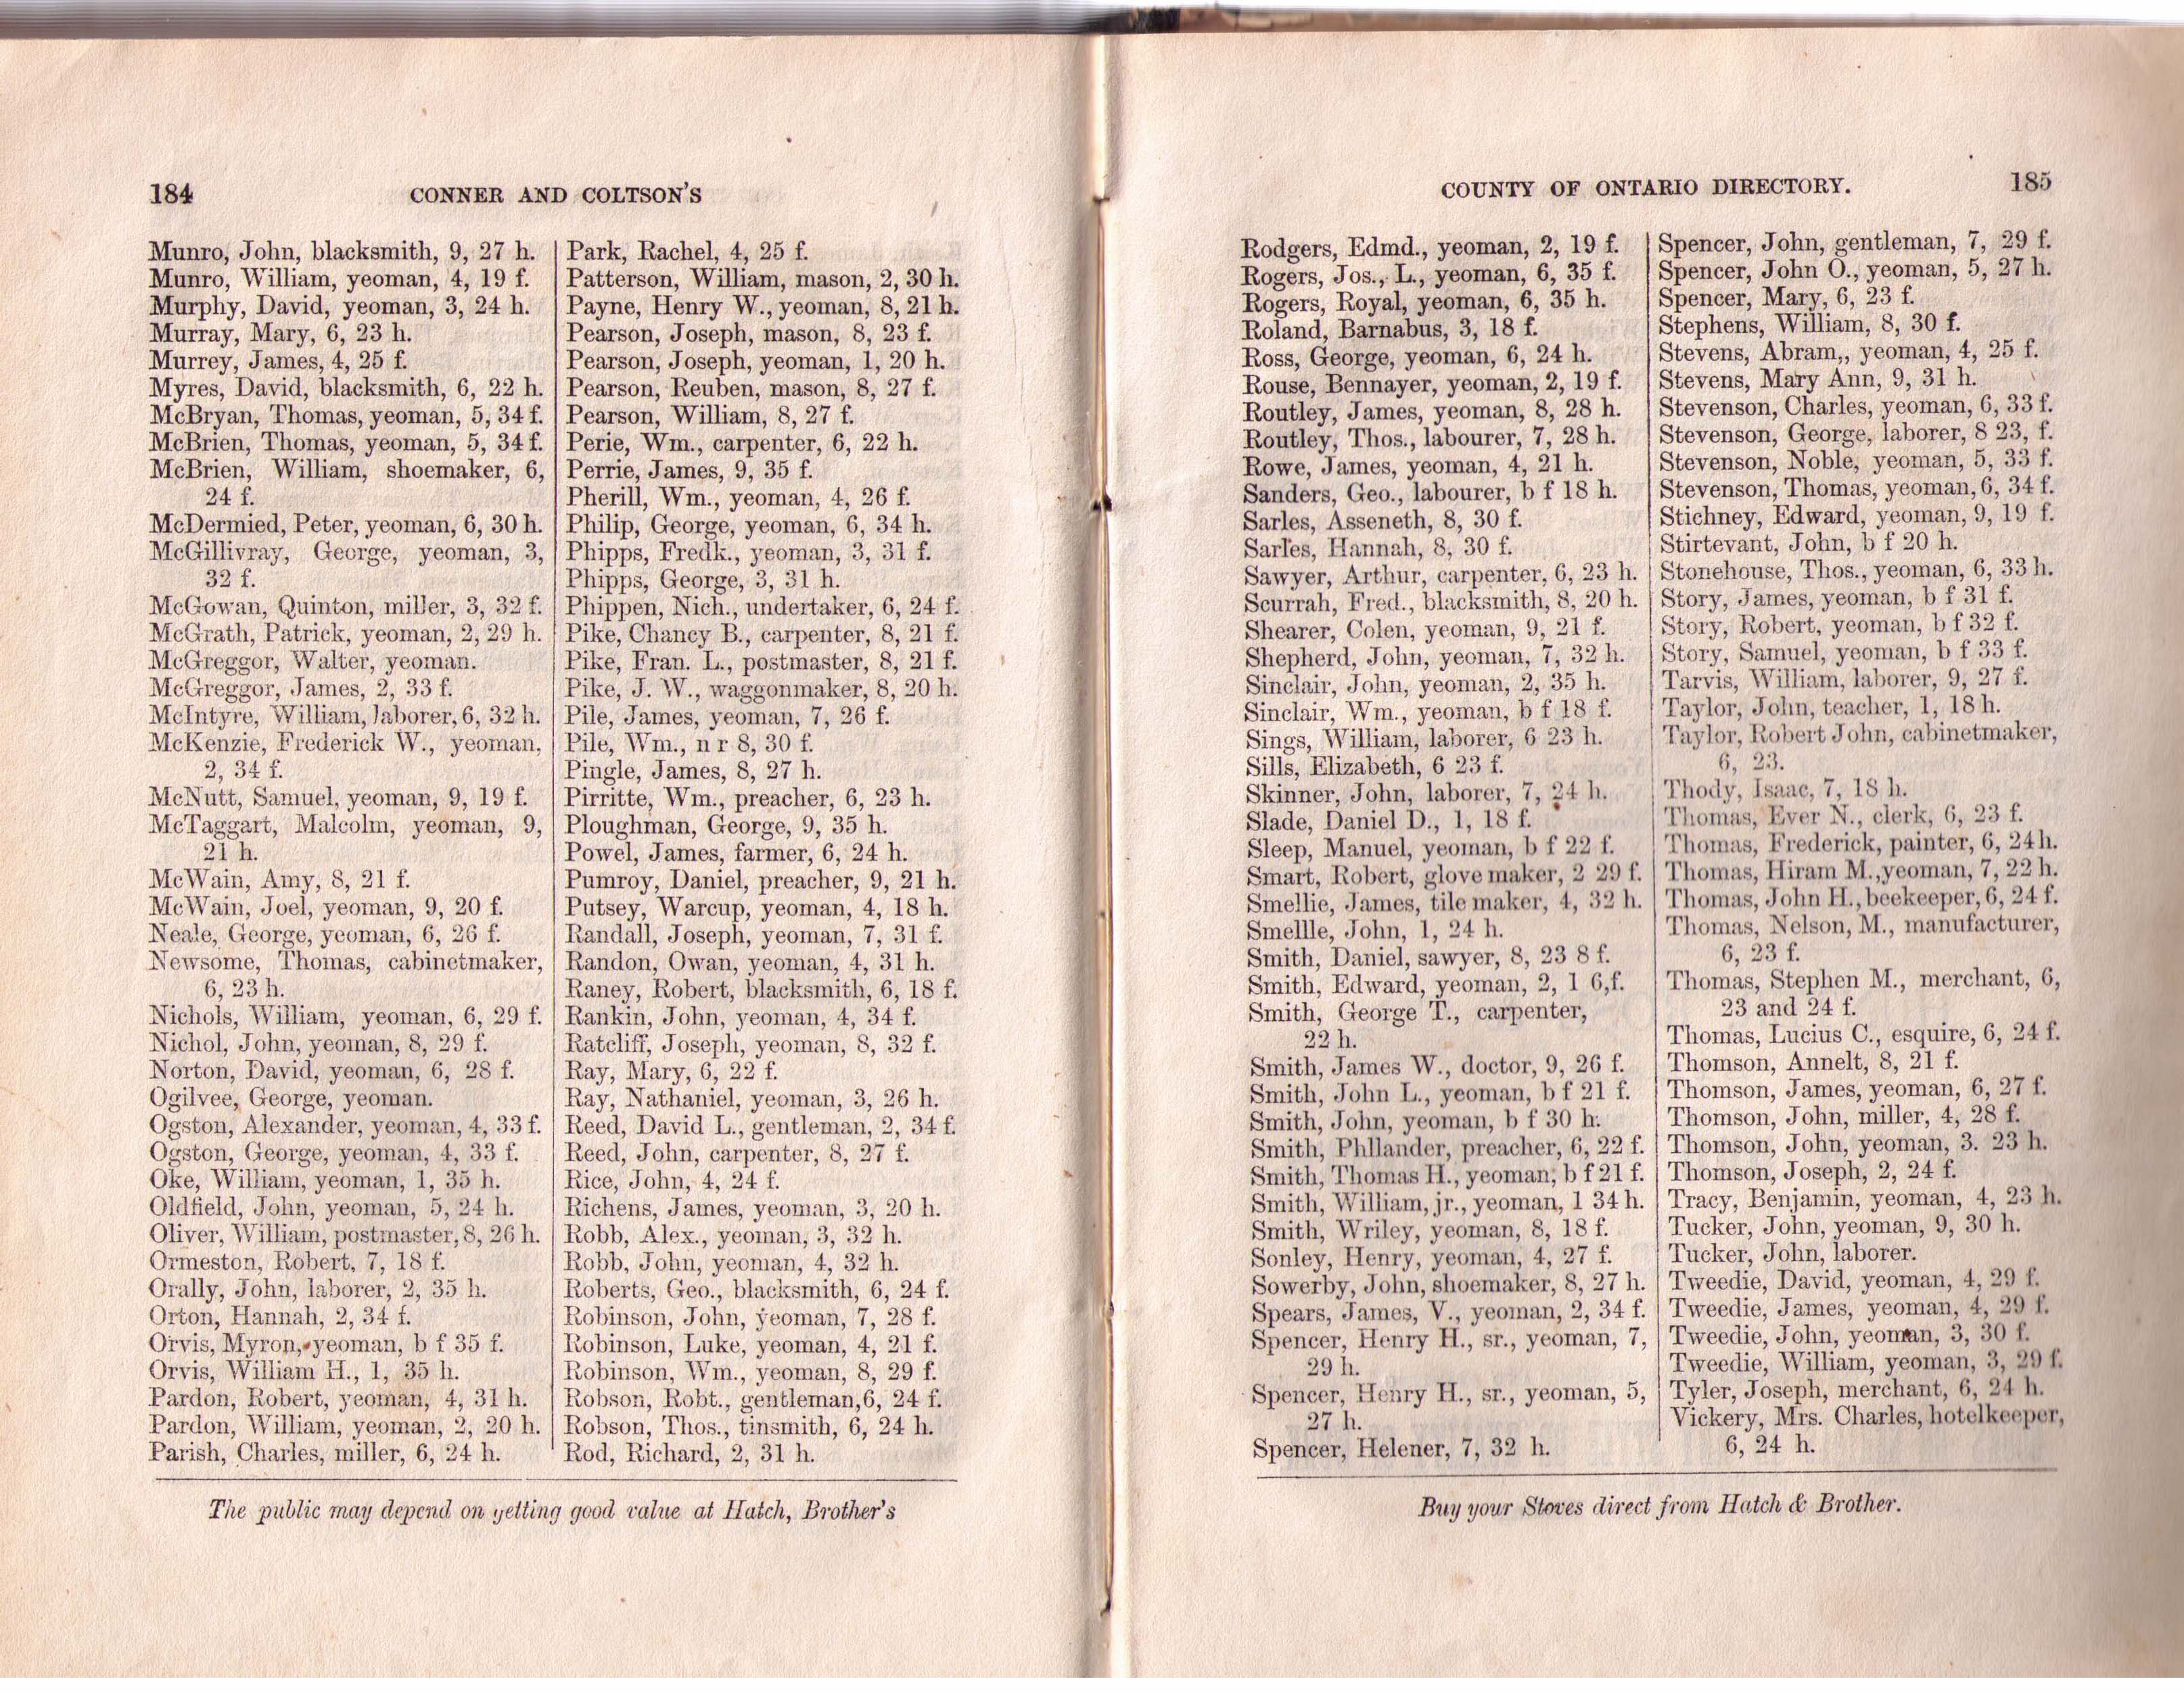 184
CONNER AND COLTSON'S
Munro, John, blacksmith, 9, 27 h.
Munro, William, yeoman, 4, 19 f.
Murphy, David, yeoman, 3, 24 h.
Murray, Mary, 6, 23 h.
Murrey, James, 4, 25 f.
Myres, David, blacksmith, 6, 22 h.
McBryan, Thomas, yeoman, 5, 34 f.
McBrien, Thomas, yeoman, 5, 34 f.
McBrien, William, shoemaker, 6,
24 f.
McDermied, Peter, yeoman, 6, 30 h.
McGillivray, George, yeoman, 3,
32 f.
McGowan, Quinton, miller, 3, 32 f.
McGrath, Patrick, yeoman, 2, 29 h.
McGreggor, Walter, yeoman.
McGreggor, James, 2, 33 f.
McIntyre, William, laborer, 6, 32 h.
McKenzie, Frederick W., yeoman,
2, 34 f.
McNutt, Samuel, yeoman, 9, 19 f.
McTaggart, Malcolm, yeoman, 9,
21 h.
McWain, Amy, 8, 21 f.
McWain, Joel, yeoman, 9, 20 f.
Neale, George, yeoman, 6, 26 f.
Newsome, Thomas, cabinetmaker,
6, 23 h.
Nichols, William, yeoman, 6, 29 f.
Nichol, John, yeoman, 8, 29 f.
Norton, David, yeoman, 6, 28 f.
Ogilvee, George, yeoman.
Ogston, Alexander, yeoman, 4, 33 f.
Ogston, George, yeoman, 4, 33 f.
Oke, William, yeoman, 1, 35 h.
Oldfield, John, yeoman, 5, 24 h.
Oliver, William, postmaster, 8, 26 h.
Ormeston, Robert, 7, 18 f.
Orally, John, laborer, 2, 35 h.
Orton, Hannah, 2, 34 f.
Orvis, Myron, yeoman, b f 35 f.
Orvis, William H., 1, 35 h.
Pardon, Robert, yeoman, 4, 31 h.
Pardon, William, yeoman, 2, 20 h.
Parish, Charles, miller, 6, 24 h.
Park, Rachel, 4, 25 f.
Patterson, William, mason, 2, 30 h.
Payne, Henry W., yeoman, 8, 21 h.
Pearson, Joseph, mason, 8, 23 f.
Pearson, Joseph, yeoman, 1, 20 h.
Pearson, Reuben, mason, 8, 27 f.
Pearson, William, 8, 27 f.
Perie, Wm., carpenter, 6, 22 h.
Perrie, James, 9, 35 f.
Pherill, Wm., yeoman, 4, 26 f.
Philip, George, yeoman, 6, 34 h.
Phipps, Fredk., yeoman, 3, 31 f.
Phipps, George, 3, 31 h.
Phippen, Nich., undertaker, 6, 24 f.
Pike, Chancy B., carpenter, 8, 21 f.
Pike, Fran. L., postmaster, 8, 21 f.
Pike, J. W., waggonmaker, 8, 20 h.
Pile, James, yeoman, 7, 26 f.
Pile, Wm., n r 8, 30 f.
Pingle, James, 8, 27 h.
Pirritte, Wm., preacher, 6, 23 h.
Ploughman, George, 9, 35 h.
Powel, James, farmer, 6, 24 h.
Pumroy, Daniel, preacher, 9, 21 h.
Putsey, Warcup, yeoman, 4, 18 h.
Randall, Joseph, yeoman, 7, 31 f.
Randon, Owan, yeoman, 4, 31 h.
Raney, Robert, blacksmith, 6, 18 f.
Rankin, John, yeoman, 4, 34 f.
Ratcliff, Joseph, yeoman, 8, 32 f.
Ray, Mary, 6, 22 f.
Ray, Nathaniel, yeoman, 3, 26 h.
Reed, David L., gentleman, 2, 34 f.
Reed, John, carpenter, 8, 27 f.
Rice, John, 4, 24 f.
Richens, James, yeoman, 3, 20 h.
Robb, Alex., yeoman, 3, 32 h.
Robb, John, yeoman, 4, 32 h.
Roberts, Geo., blacksmith, 6, 24 f.
Robinson, John, yeoman, 7, 28 f.
Robinson, Luke, yeoman, 4, 21 f.
Robinson, Wm., yeoman, 8, 29 f.
Robson, Robt., gentleman,6, 24 f.
Robson, Thos., tinsmith, 6, 24 h.
Rod, Richard, 2, 31 h.
The public may depend on getting good value at Hatch, Brother's
COUNTY OF ONTARIO DIRECTORY.
185
Rodgers, Edmd., yeoman, 2, 19 f.
Rogers, Jos., L., yeoman, 6, 35 f.
Rogers, Royal, yeoman, 6, 35 h.
Roland, Barnabus, 3, 18 f.
Ross, George, yeoman, 6, 24 h.
Rouse, Bennayer, yeoman, 2, 19 f.
Routley, James, yeoman, 8, 28 h.
Routley, Thos., labourer, 7, 28 h.
Rowe, James, yeoman, 4, 21 h.
Sanders, Geo., labourer, b f 18 h.
Sarles, Asseneth, 8, 30 f.
Sarles, Hannah, 8, 30 f.
Sawyer, Arthur, carpenter, 6, 23 h.
Scurrah, Fred., blacksmith, 8, 20 h.
Shearer, Colen, yeoman, 9, 21 f.
Shepherd, John, yeoman, 7, 32 h.
Sinclair, John, yeoman, 2, 35 h.
Sinclair, Wm., yeoman, b f 18 f.
Sings, William, laborer, 6 23 h.
Sills, Elizabeth, 6 23 f.
Skinner, John, laborer, 7, 24 h.
Slade, Daniel D., 1, 18 f.
Sleep, Manuel, yeoman, b f 22 f.
Smart, Robert, glove maker, 2 29 f.
Smellie, James, tile maker, 4, 32 h.
Smellle, John, 1, 24 h.
Smith, Daniel, sawyer, 8, 23 8 f.
Smith, Edward, yeoman, 2, 1 6,f.
Smith, George T., carpenter,
22 h.
Smith, James W., doctor, 9, 26 f.
Smith, John L., yeoman, b f 21 f.
Smith, John, yeoman, b f 30 h.
Smith, Phllander, preacher, 6, 22 f.
Smith, Thomas H., yeoman, b f 21 f.
Smith, William, jr., yeoman, 1 34 h.
Smith, Wriley, yeoman, 8, 18 f.
Sonley, Henry, yeoman, 4, 27 f.
Sowerby, John, shoemaker, 8, 27 h.
Spears, James, V., yeoman, 2, 34 f.
Spencer, Henry H., sr., yeoman, 7,
29 h.
Spencer, Henry H., sr., yeoman, 5,
27 h.
Spencer, Helener, 7, 32 h.
Spencer, John, gentleman, 7, 29 f.
Spencer, John O., yeoman, 5, 27 h.
Spencer, Mary, 6, 23 f.
Stephens, William, 8, 30 f.
Stevens, Abram,, yeoman, 4, 25 f.
Stevens, Mary Ann, 9, 31 h.
Stevenson, Charles, yeoman, 6, 33 f.
Stevenson, George, laborer, 8 23, f.
Stevenson, Noble, yeoman, 5, 33 f.
Stevenson, Thomas, yeoman, 6, 34 f.
Stichney, Edward, yeoman, 9, 19 f.
Stirtevant, John, b f 20 h.
Stonehouse, Thos., yeoman, 6, 33 h.
Story, James, yeoman, b f 31 f.
Story, Robert, yeoman, b f 32 f.
Story, Samuel, yeoman, b f 33 f.
Tarvis, William, laborer, 9, 27 f.
Taylor, John, teacher, 1, 18 h.
Taylor, Robert John, cabinetmaker,
6, 23.
Thody, Isaac, 7, 18 h.
Thomas, Ever N., clerk, 6, 23 f.
Thomas, Frederick, painter, 6, 24 h.
Thomas, Hiram M.,yeoman, 7, 22 h.
Thomas, John H., beekeeper, 6, 24 f.
Thomas, Nelson, M., manufacturer,
6, 23 f.
Thomas, Stephen M., merchant, 6,
23 and 24 f.
Thomas, Lucius C., esquire, 6, 24 f.
Thomson, Annelt, 8, 21 f.
Thomson, James, yeoman, 6, 27 f.
Thomson, John, miller, 4, 28 f.
Thomson, John, yeoman, 3. 23 h.
Thomson, Joseph, 2, 24 f.
Tracy, Benjamin, yeoman, 4, 23 h.
Tucker, John, yeoman, 9, 30 h.
Tucker, John, laborer.
Tweedie, David, yeoman, 4, 29 f.
Tweedie, James, yeoman, 4, 29 f.
Tweedie, John, yeoman, 3, 30 f.
Tweedie, William, yeoman, 3, 29 f.
Tyler, Joseph, merchant, 6, 24 h.
Vickery, Mrs. Charles, hotelkeeper,
6, 24 h.
Buy your Stoves direct from Hatch & Brother.